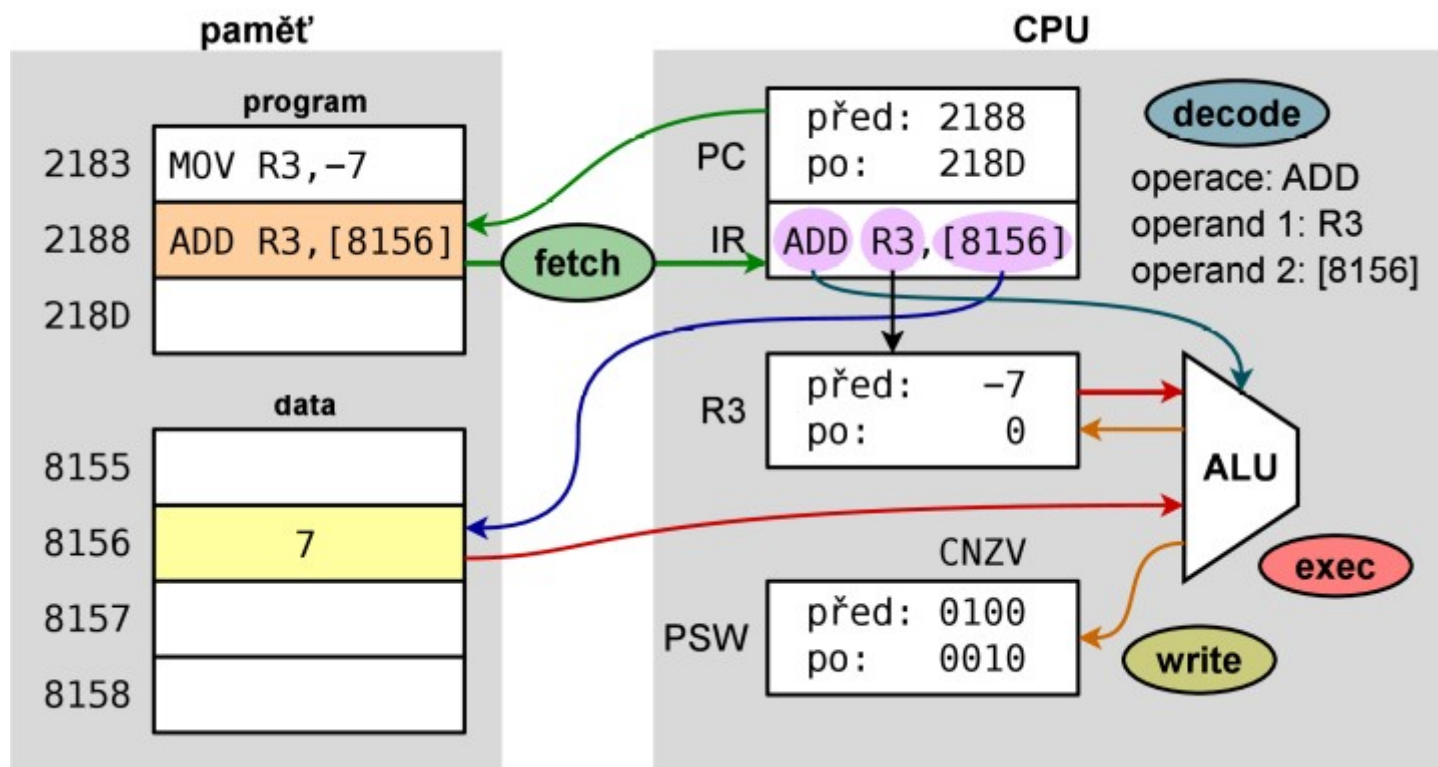 paměť
program
2183 MOV R3,−7
2188 ADD R3,[8156]
218D
fetch
data
8155
8156 7
8157
8158
CPU
PC
před: 2188
po: 218D
IR ADD R3,[8156]
decode
operace: ADD
operand 1: R3
operand 2: [8156]
R3
před: −7
po: 0
ALU
exec
CNZV
PSW
před: 0100
po: 0010
write